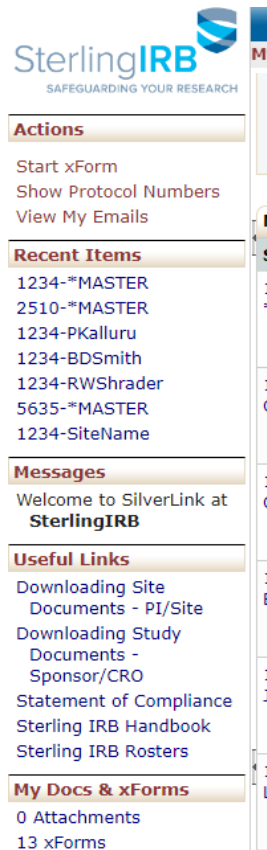 SterlingIRB
SAFEGUARDING YOUR RESEARCH
Actions
Start xForm
Show Protocol Numbers
View My Emails
Recent Items
1234-*MASTER
2510-*MASTER
1234-PKalluru
1234-BDSmith
1234-RWShrader
5635-*MASTER
1234-SiteName
Messages
Welcome to SilverLink at
SterlingIRB
Useful Links
Downloading Site
Documents - PI/Site
Downloading Study
Documents -
Sponsor/CRO
Statement of Compliance
Sterling IRB Handbook
Sterling IRB Rosters
My Docs & xForms
0 Attachments
13 xForms